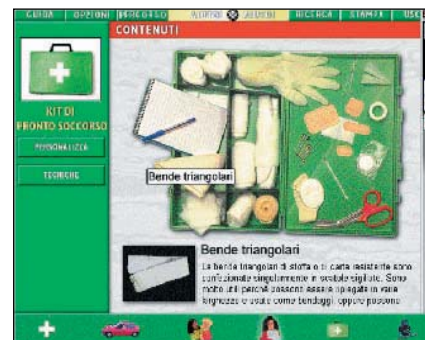 GUIDA OPZIONI PERCORSO INDIETRO AVANTI RICERCA STAMPA
CONTENUTI
KIT DI
PRONTO SOCCORSO
PERSONALIZZA
TECNICHE
Bende triangolari
Bende triangolari
Le bende triangolari di stoffa o di carta resistente sono
confezionate singolarmente in scatole sigillate. Sono
molto utili perché possono essere spiegate in varie
larghezze e usate come bendaggi, oppure possono